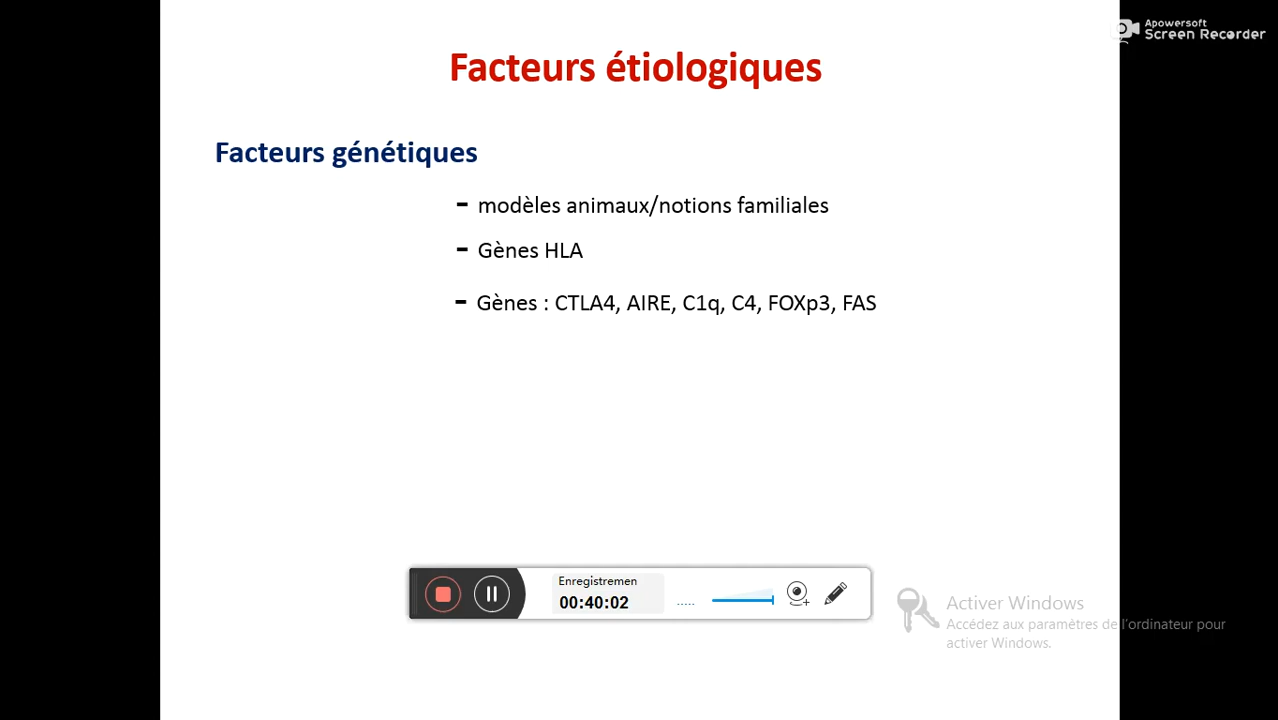 Apowersoft
Screen Recorder
Facteurs étiologiques
Facteurs génétiques
- modèles animaux/notions familiales
- Gènes HLA
- Gènes : CTLA4, AIRE, C1q, C4, FOXp3, FAS
Enregistremen
00:40:02
.....
Activer Windows
Accédez aux paramètres de l'ordinateur pour
activer Windows.